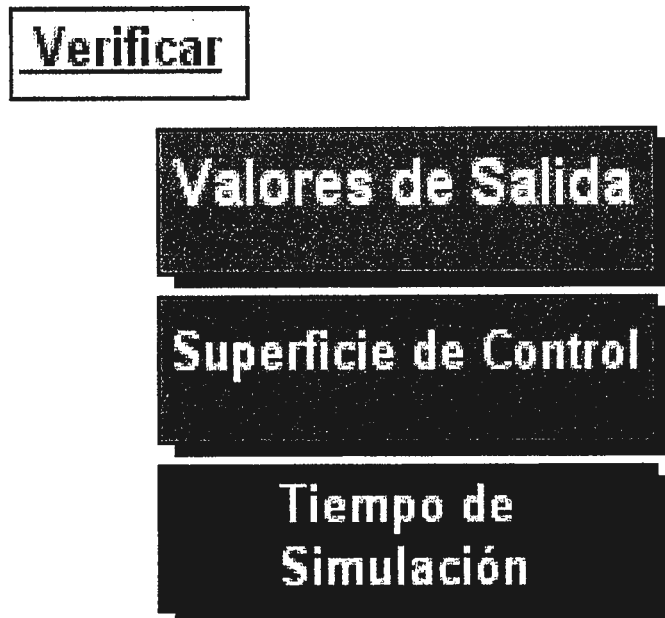 Verificar
Valores de Salida
Superficie de Control
Tiempo de
Simulación